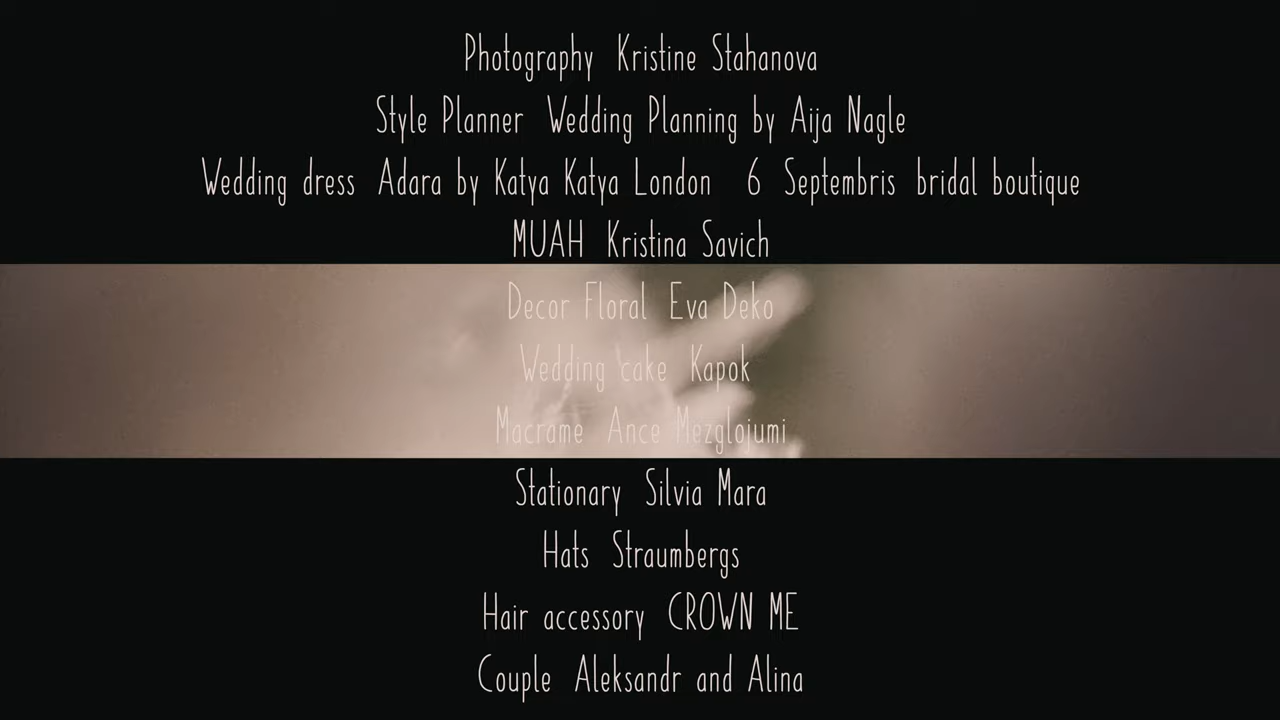 Photography Kristine Stahanova
Style Planner Wedding Planning by Aija Nagle
Wedding dress Adara by Katya Katya London 6 Septembris bridal boutique
MUAH Kristina Savich
Decor Floral Eva Deko
Wedding cake Kapok
Macrame Ance Mezglojumi
Stationary Silvia Mara
Hats Straumbergs
Hair accessory CROWN ME
Couple Aleksandr and Alina